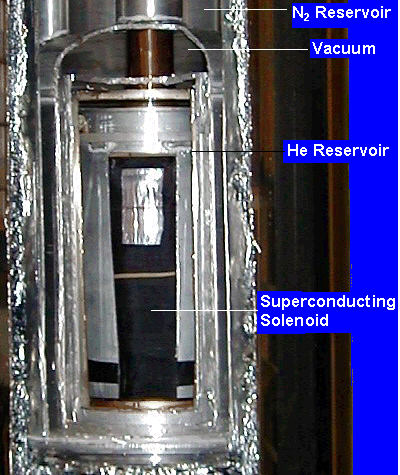 N₂ Reservoir
Vacuum
He Reservoir
Superconducting
Solenoid